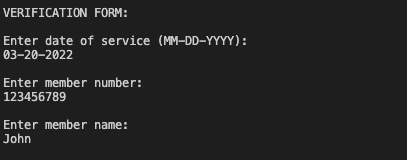 VERIFICATION FORM:
Enter date of service (MM-DD-YYYY):
03-20-2022
Enter member number:
123456789
Enter member name:
John